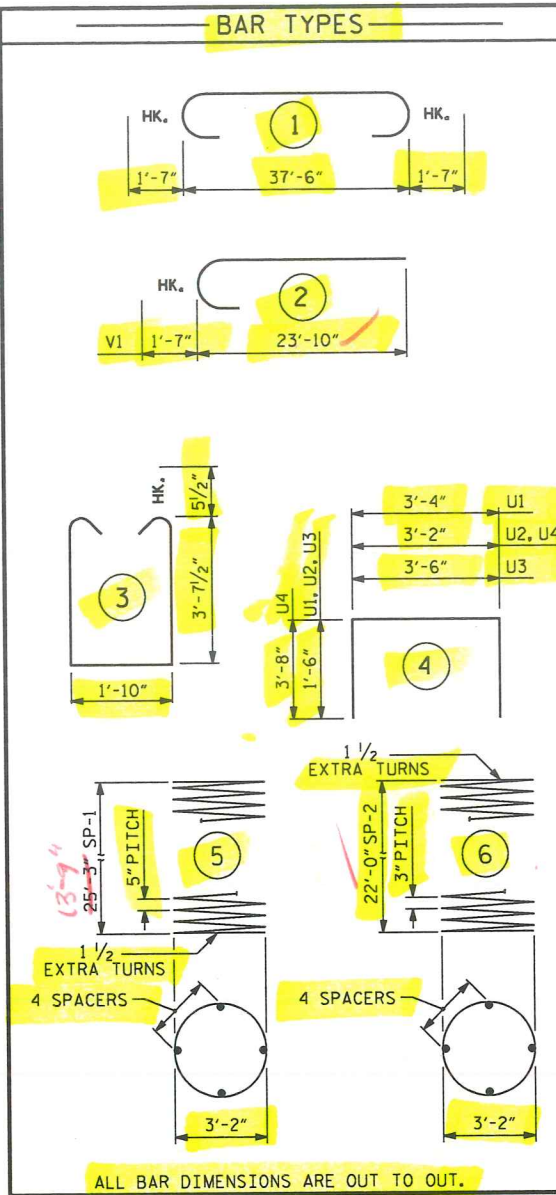 BAR TYPES
HK. 1 HK.
1'-7" 37'-6" 1'-7"
HK. 2
V1 1'-7" 23'-10"
HK. 5 1/2"
3
3'-7 1/2"
1'-10"
3'-4" U1
3'-2" U2, U4
3'-6" U3
U4 U1, U2, U3
3'-8" 1'-6"
4
1 1/2
EXTRA TURNS
13'-9"
25'-3" SP-1
5" PITCH
5
1 1/2
EXTRA TURNS
4 SPACERS
3'-2"
22'-0" SP-2
3" PITCH
6
4 SPACERS
3'-2"
ALL BAR DIMENSIONS ARE OUT TO OUT.